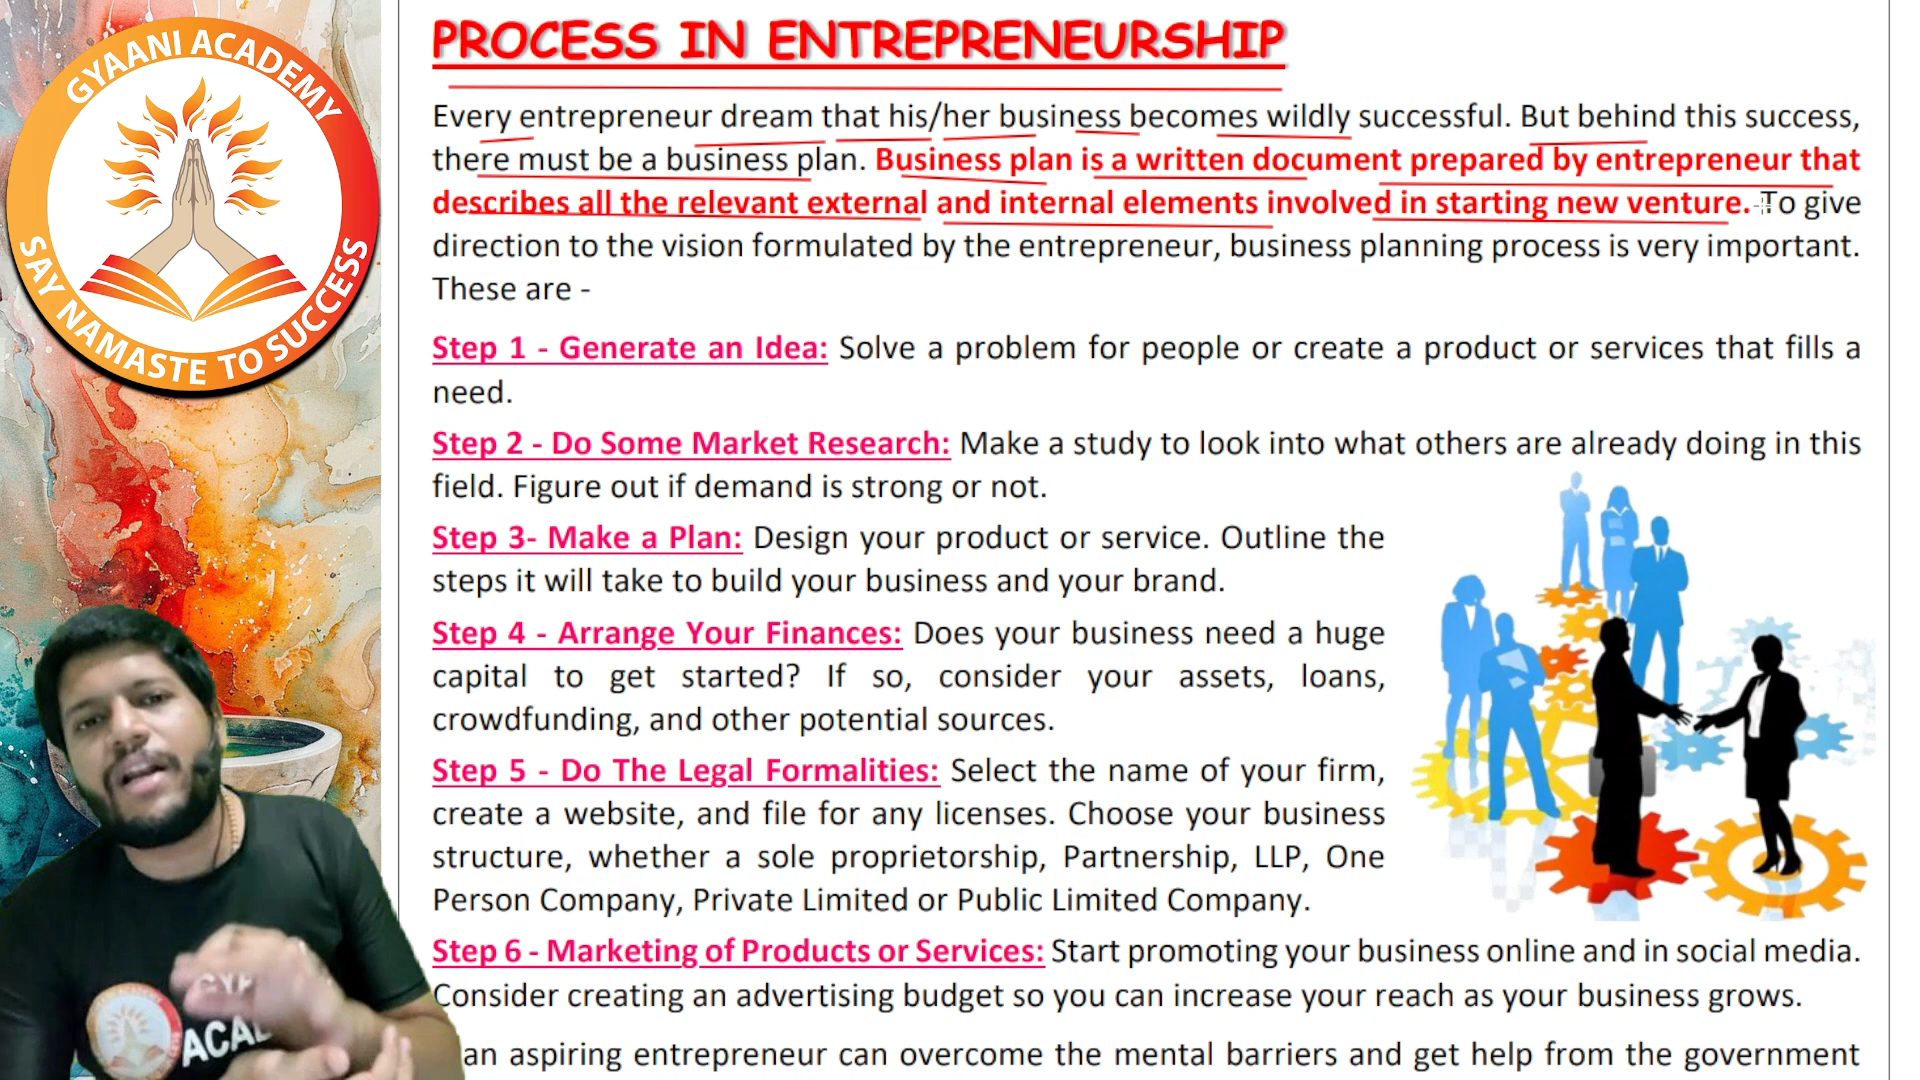 GYAANI ACADEMY
SAY NAMASTE TO SUCCESS
PROCESS IN ENTREPRENEURSHIP
Every entrepreneur dream that his/her business becomes wildly successful. But behind this success,
there must be a business plan. Business plan is a written document prepared by entrepreneur that
describes all the relevant external and internal elements involved in starting new venture. To give
direction to the vision formulated by the entrepreneur, business planning process is very important.
These are -
Step 1 - Generate an Idea: Solve a problem for people or create a product or services that fills a
need.
Step 2 - Do Some Market Research: Make a study to look into what others are already doing in this
field. Figure out if demand is strong or not.
Step 3- Make a Plan: Design your product or service. Outline the
steps it will take to build your business and your brand.
Step 4 - Arrange Your Finances: Does your business need a huge
capital to get started? If so, consider your assets, loans,
crowdfunding, and other potential sources.
Step 5 - Do The Legal Formalities: Select the name of your firm,
create a website, and file for any licenses. Choose your business
structure, whether a sole proprietorship, Partnership, LLP, One
Person Company, Private Limited or Public Limited Company.
Step 6 - Marketing of Products or Services: Start promoting your business online and in social media.
Consider creating an advertising budget so you can increase your reach as your business grows.
an aspiring entrepreneur can overcome the mental barriers and get help from the government